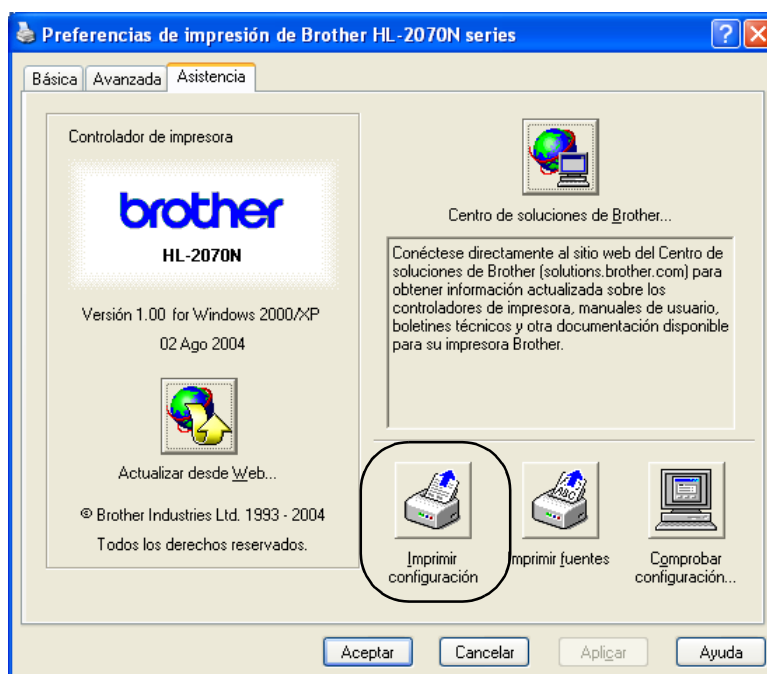 Preferencias de impresión de Brother HL-2070N series
Básica Avanzada Asistencia
Controlador de impresora
brother
HL-2070N
Versión 1.00 for Windows 2000/XP
02 Ago 2004
Actualizar desde Web...
© Brother Industries Ltd. 1993 - 2004
Todos los derechos reservados.
Centro de soluciones de Brother...
Conéctese directamente al sitio web del Centro de
soluciones de Brother (solutions.brother.com) para
obtener información actualizada sobre los
controladores de impresora, manuales de usuario,
boletines técnicos y otra documentación disponible
para su impresora Brother.
ABC
Imprimir
configuración
Imprimir fuentes
Comprobar
configuración...
Aceptar Cancelar Aplicar Ayuda